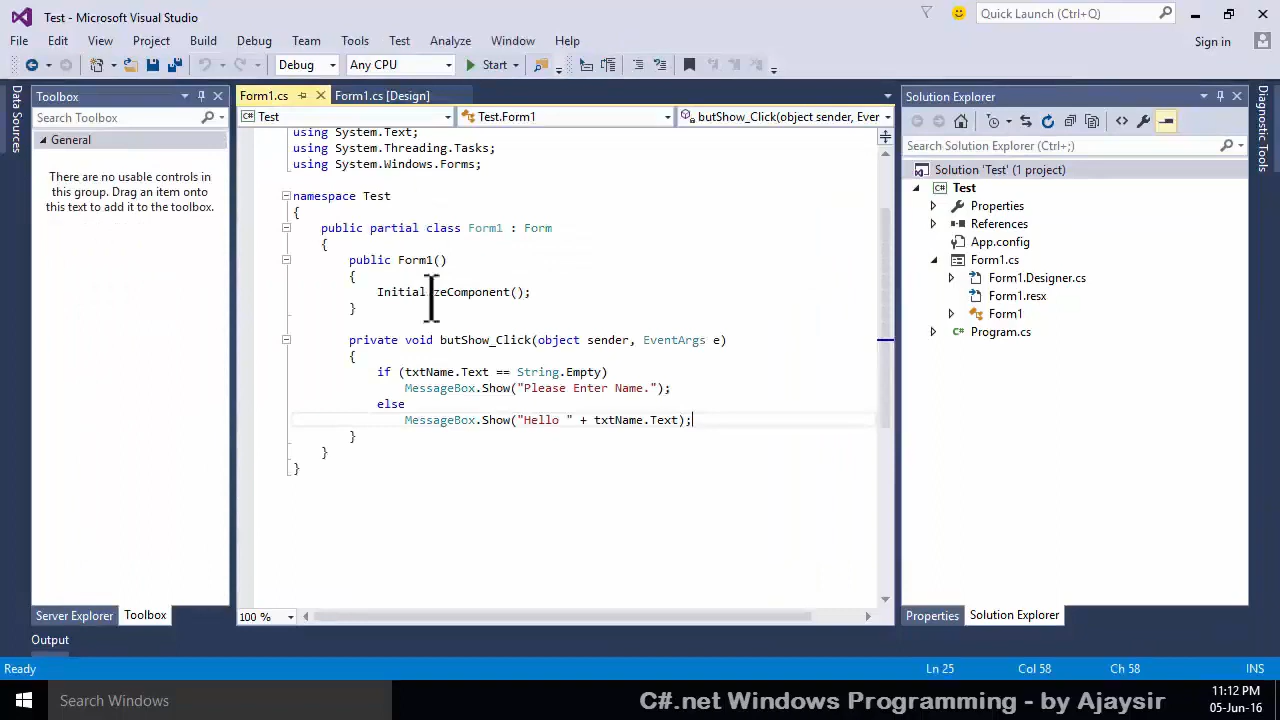 Test - Microsoft Visual Studio
Quick Launch (Ctrl+Q)
File Edit View Project Build Debug Team Tools Test Analyze Window Help
Sign in
Debug Any CPU Start
Data Sources
Toolbox
Search Toolbox
General
There are no usable controls in
this group. Drag an item onto
this text to add it to the toolbox.
Server Explorer Toolbox
Form1.cs Form1.cs [Design]
Test Test.Form1 butShow_Click(object sender, Ever
using System.Text;
using System.Threading.Tasks;
using System.Windows.Forms;
namespace Test
{
public partial class Form1 : Form
{
public Form1()
{
InitializeComponent();
}
private void butShow_Click(object sender, EventArgs e)
{
if (txtName.Text == String.Empty)
MessageBox.Show("Please Enter Name.");
else
MessageBox.Show("Hello " + txtName.Text);
}
}
}
100 %
Solution Explorer
Search Solution Explorer (Ctrl+;)
Solution 'Test' (1 project)
C# Test
Properties
References
App.config
Form1.cs
Form1.Designer.cs
Form1.resx
Form1
C# Program.cs
Properties Solution Explorer
Diagnostic Tools
Output
Ready Ln 25 Col 58 Ch 58 INS
Search Windows
C#.net Windows Programming - by Ajaysir
11:12 PM
05-Jun-16